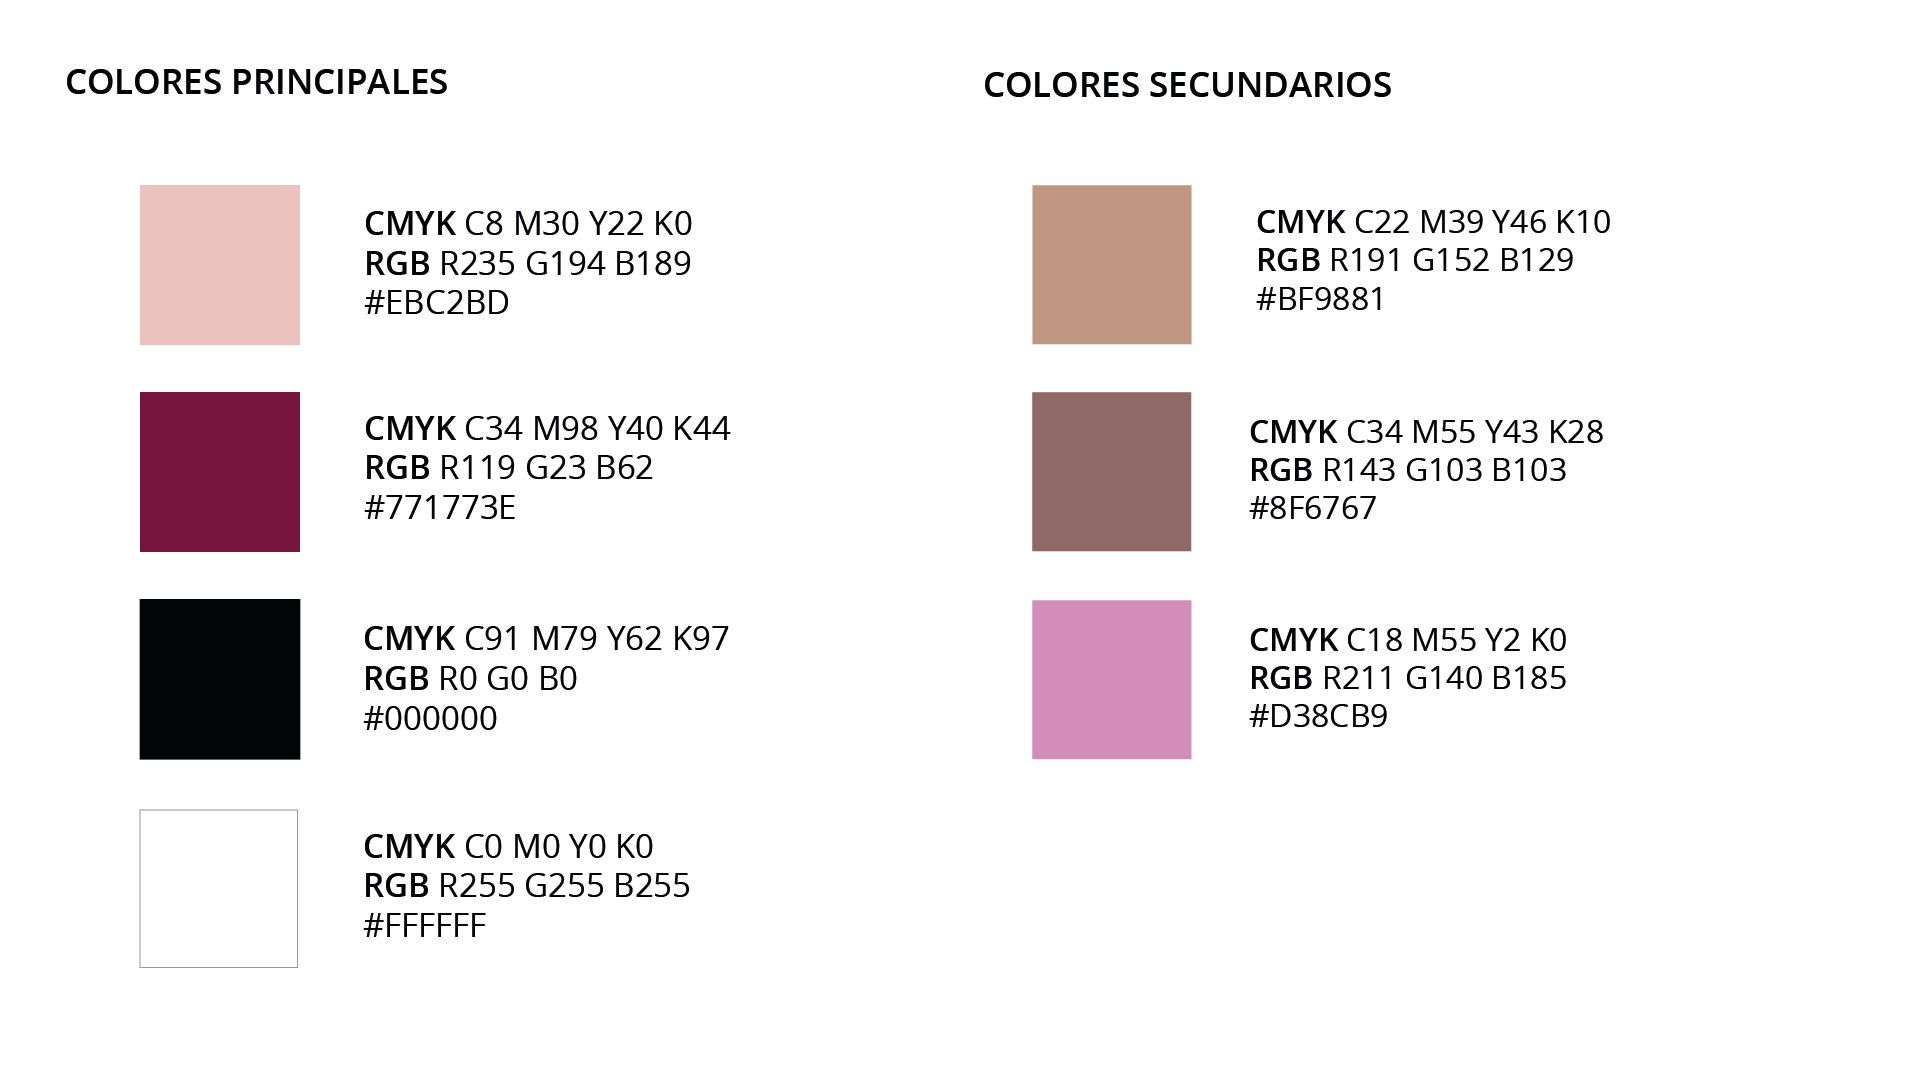 COLORES PRINCIPALES
CMYK C8 M30 Y22 K0
RGB R235 G194 B189
#EBC2BD
CMYK C34 M98 Y40 K44
RGB R119 G23 B62
#771773E
CMYK C91 M79 Y62 K97
RGB R0 G0 B0
#000000
CMYK C0 M0 Y0 K0
RGB R255 G255 B255
#FFFFFF
COLORES SECUNDARIOS
CMYK C22 M39 Y46 K10
RGB R191 G152 B129
#BF9881
CMYK C34 M55 Y43 K28
RGB R143 G103 B103
#8F6767
CMYK C18 M55 Y2 K0
RGB R211 G140 B185
#D38CB9